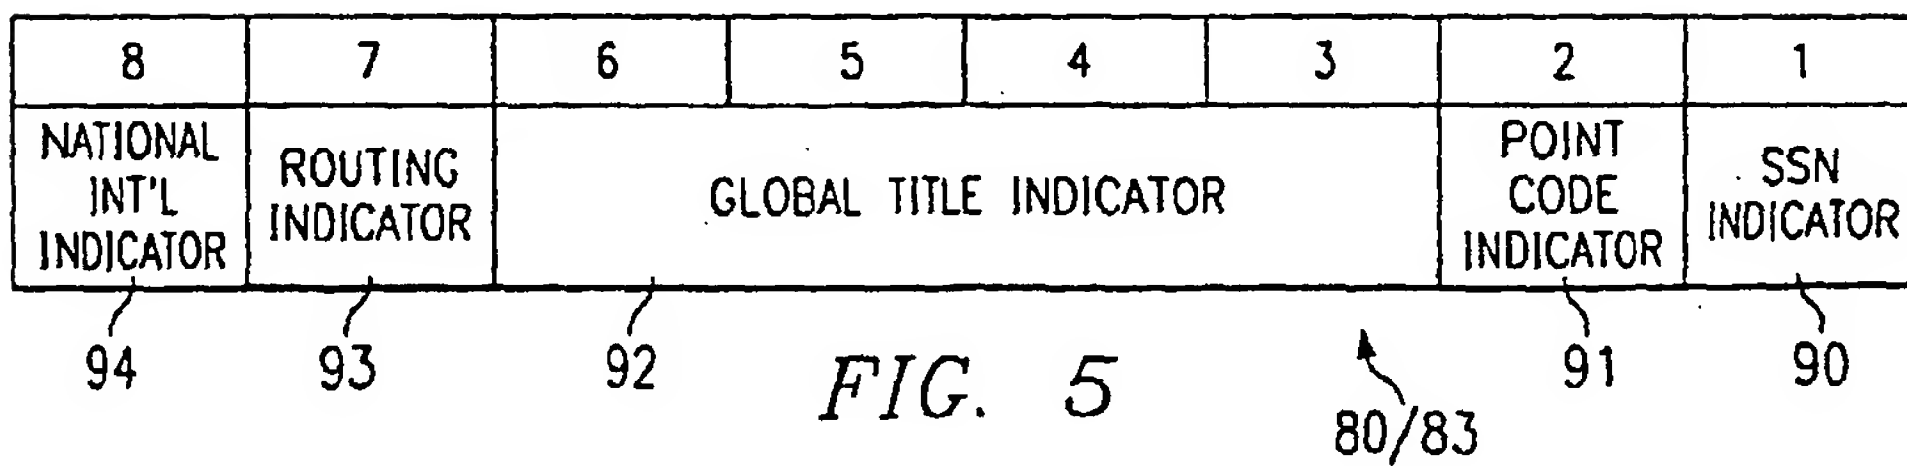 8 7 6 5 4 3 2 1
NATIONAL
INT'L
INDICATOR
ROUTING
INDICATOR
GLOBAL TITLE INDICATOR
POINT
CODE
INDICATOR
SSN
INDICATOR
94 93 92 91 90
FIG. 5
80/83